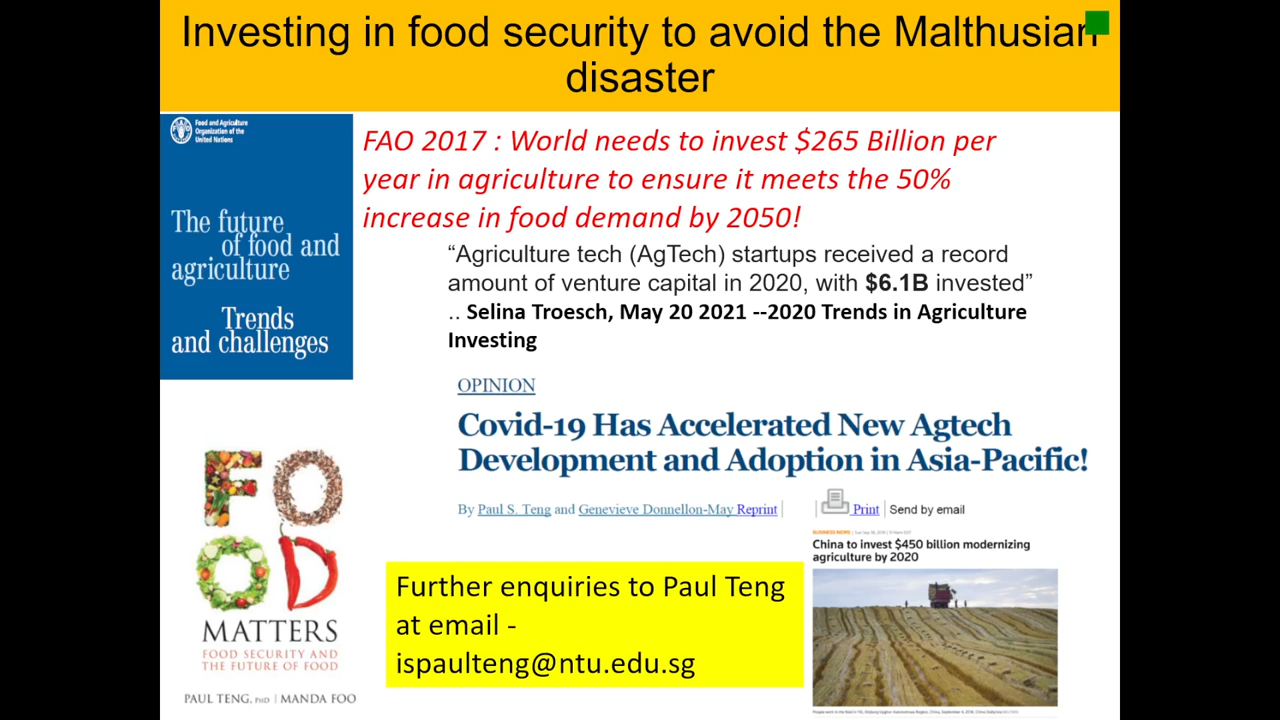 Investing in food security to avoid the Malthusian
disaster
Food and Agriculture
Organization of the
United Nations
The future
of food and
agriculture
Trends
and challenges
FAO 2017 : World needs to invest $265 Billion per
year in agriculture to ensure it meets the 50%
increase in food demand by 2050!
“Agriculture tech (AgTech) startups received a record
amount of venture capital in 2020, with $6.1B invested”
.. Selina Troesch, May 20 2021 --2020 Trends in Agriculture
Investing
OPINION
Covid-19 Has Accelerated New Agtech
Development and Adoption in Asia-Pacific!
By Paul S. Teng and Genevieve Donnellon-May Reprint | | Print | Send by email
FO
OD
MATTERS
FOOD SECURITY AND
THE FUTURE OF FOOD
PAUL TENG, PhD | MANDA FOO
Further enquiries to Paul Teng
at email -
ispaulteng@ntu.edu.sg
BUSINESS NEWS
China to invest $450 billion modernizing
agriculture by 2020